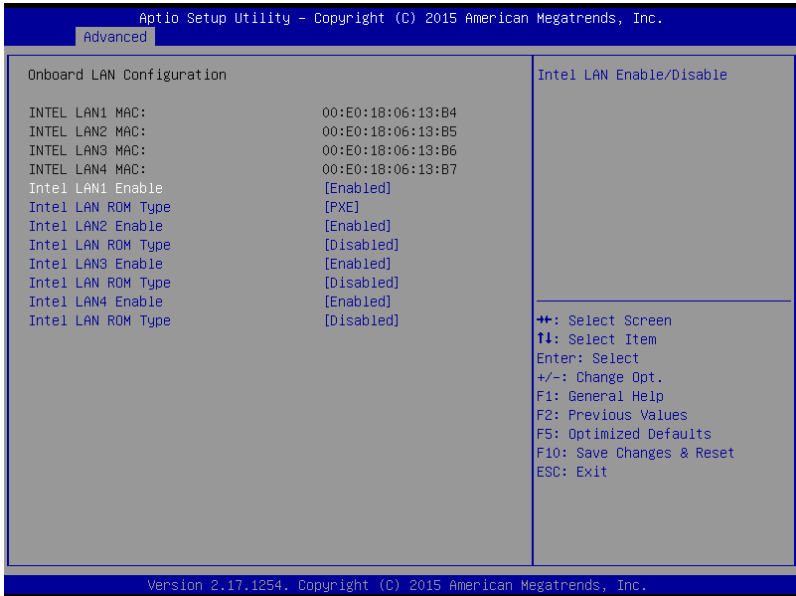 Aptio Setup Utility – Copyright (C) 2015 American Megatrends, Inc.
Advanced
Onboard LAN Configuration
INTEL LAN1 MAC: 00:E0:18:06:13:B4
INTEL LAN2 MAC: 00:E0:18:06:13:B5
INTEL LAN3 MAC: 00:E0:18:06:13:B6
INTEL LAN4 MAC: 00:E0:18:06:13:B7
Intel LAN1 Enable [Enabled]
Intel LAN ROM Type [PXE]
Intel LAN2 Enable [Enabled]
Intel LAN ROM Type [Disabled]
Intel LAN3 Enable [Enabled]
Intel LAN ROM Type [Disabled]
Intel LAN4 Enable [Enabled]
Intel LAN ROM Type [Disabled]
Intel LAN Enable/Disable
→←: Select Screen
↑↓: Select Item
Enter: Select
+/-: Change Opt.
F1: General Help
F2: Previous Values
F5: Optimized Defaults
F10: Save Changes & Reset
ESC: Exit
Version 2.17.1254. Copyright (C) 2015 American Megatrends, Inc.